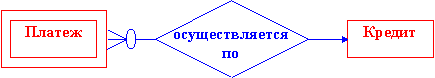 Платеж
осуществляется
по
Кредит